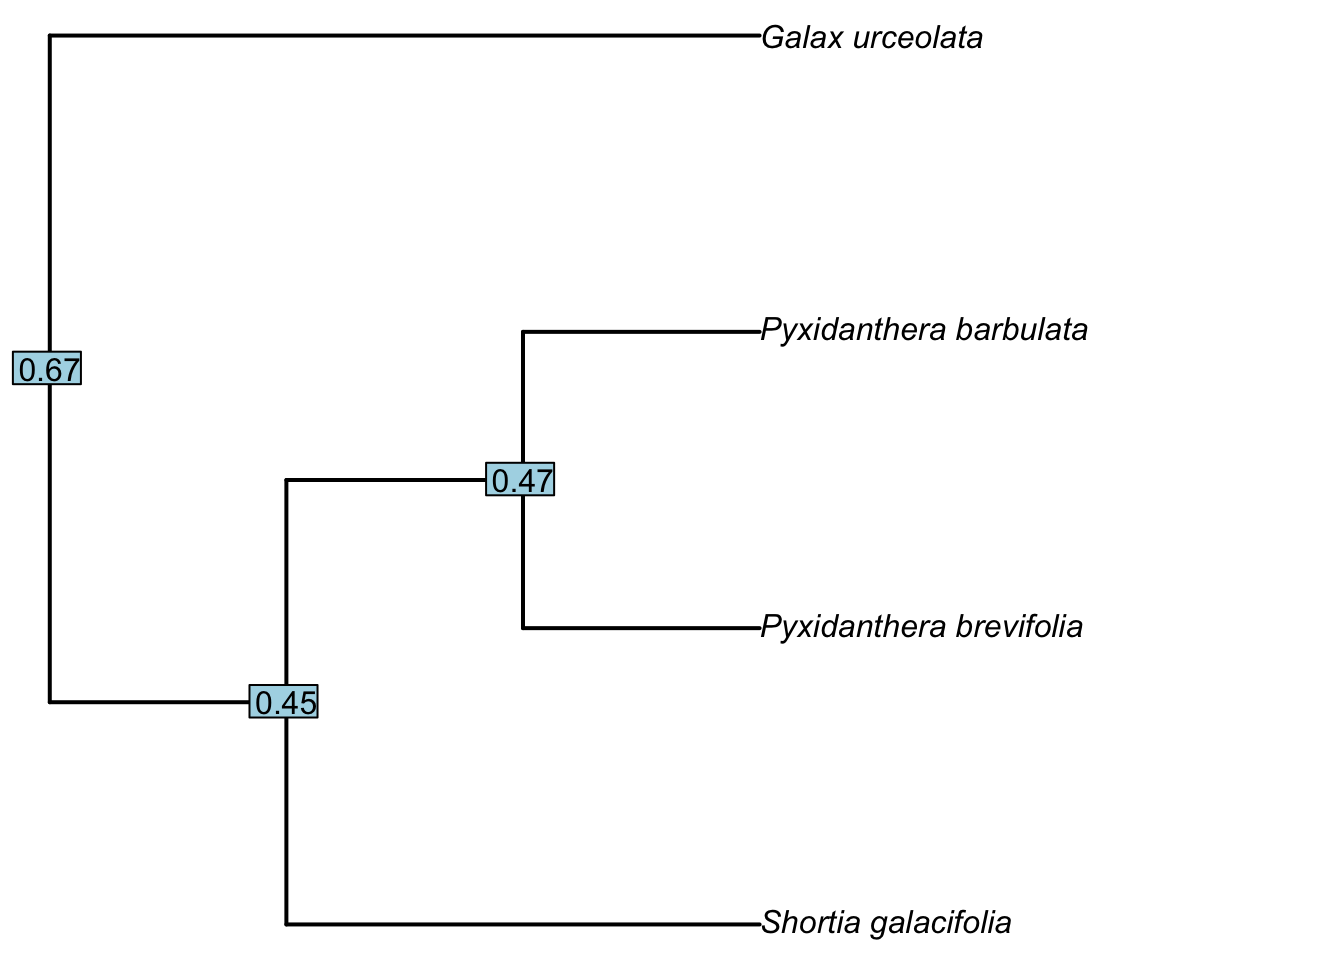 Galax urceolata
Pyxidanthera barbulata
0.67
0.47
Pyxidanthera brevifolia
0.45
Shortia galacifolia